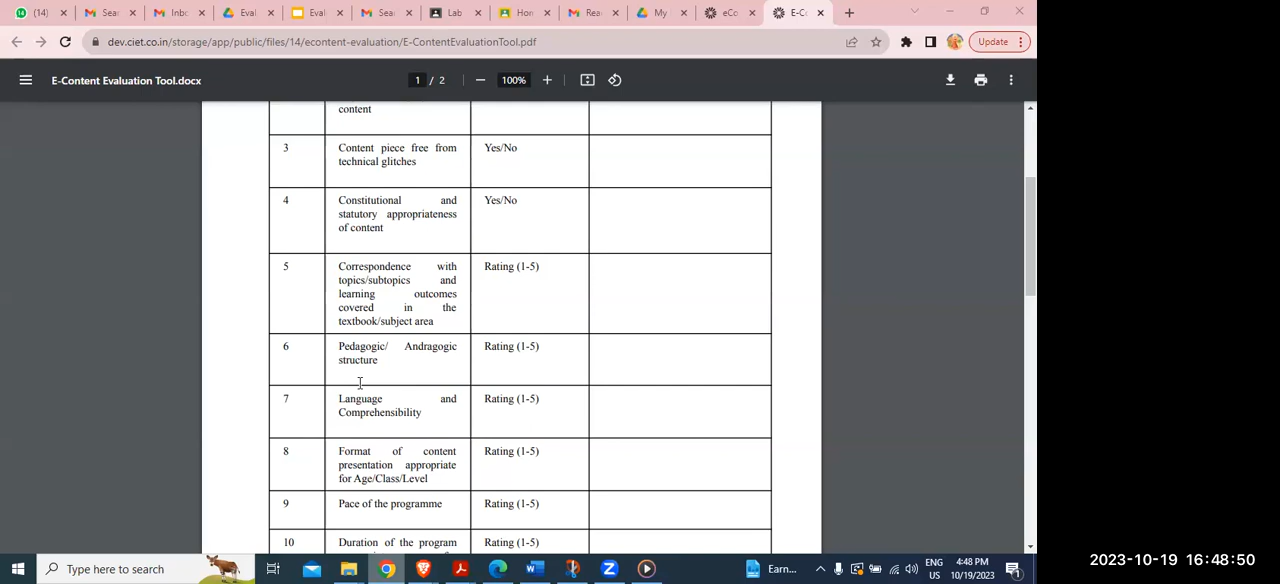 (14)
Sear
Inbo
Eval
Eval
Sear
Lab
Hom
Rea
My
eCo
E-Co
dev.ciet.co.in/storage/app/public/files/14/econtent-evaluation/E-ContentEvaluationTool.pdf
Update
E-Content Evaluation Tool.docx
1 / 2
100%
content
3
Content piece free from
technical glitches
Yes/No
4
Constitutional and
statutory appropriateness
of content
Yes/No
5
Correspondence with
topics/subtopics and
learning outcomes
covered in the
textbook/subject area
Rating (1-5)
6
Pedagogic/ Andragogic
structure
Rating (1-5)
7
Language and
Comprehensibility
Rating (1-5)
8
Format of content
presentation appropriate
for Age/Class/Level
Rating (1-5)
9
Pace of the programme
Rating (1-5)
10
Duration of the program
Rating (1-5)
Type here to search
Earn...
ENG
US
4:48 PM
10/19/2023
1
2023-10-19 16:48:50